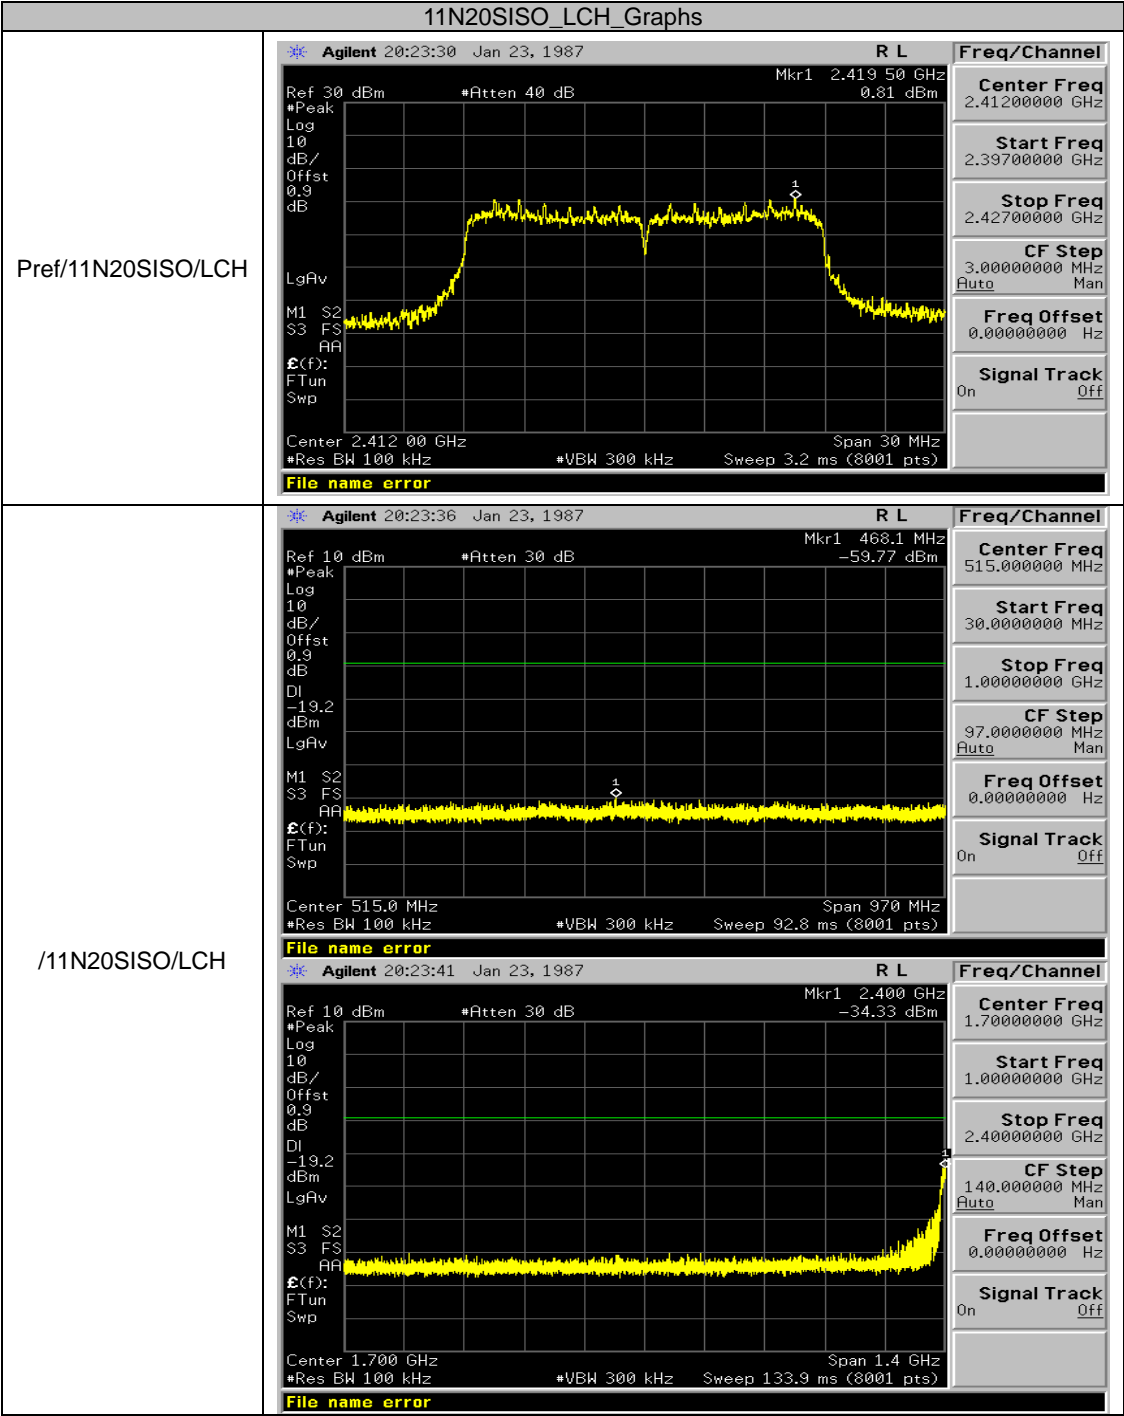 11N20SISO_LCH_Graphs
Pref/11N20SISO/LCH
Agilent 20:23:30 Jan 23, 1987 R L
Mkr1 2.419 50 GHz
Ref 30 dBm #Atten 40 dB 0.81 dBm
#Peak
Log
10
dB/
Offst
0.9
dB
1
LgAv
M1 S2
S3 FS
AA
£(f):
FTun
Swp
Center 2.412 00 GHz Span 30 MHz
#Res BW 100 kHz #VBW 300 kHz Sweep 3.2 ms (8001 pts)
File name error
Freq/Channel
Center Freq
2.41200000 GHz
Start Freq
2.39700000 GHz
Stop Freq
2.42700000 GHz
CF Step
3.00000000 MHz
Auto Man
Freq Offset
0.00000000 Hz
Signal Track
On Off
/11N20SISO/LCH
Agilent 20:23:36 Jan 23, 1987 R L
Mkr1 468.1 MHz
Ref 10 dBm #Atten 30 dB -59.77 dBm
#Peak
Log
10
dB/
Offst
0.9
dB
DI
-19.2
dBm
LgAv
1
M1 S2
S3 FS
AA
£(f):
FTun
Swp
Center 515.0 MHz Span 970 MHz
#Res BW 100 kHz #VBW 300 kHz Sweep 92.8 ms (8001 pts)
File name error
Freq/Channel
Center Freq
515.000000 MHz
Start Freq
30.0000000 MHz
Stop Freq
1.00000000 GHz
CF Step
97.0000000 MHz
Auto Man
Freq Offset
0.00000000 Hz
Signal Track
On Off
Agilent 20:23:41 Jan 23, 1987 R L
Mkr1 2.400 GHz
Ref 10 dBm #Atten 30 dB -34.33 dBm
#Peak
Log
10
dB/
Offst
0.9
dB
DI
-19.2
dBm
LgAv
1
M1 S2
S3 FS
AA
£(f):
FTun
Swp
Center 1.700 GHz Span 1.4 GHz
#Res BW 100 kHz #VBW 300 kHz Sweep 133.9 ms (8001 pts)
File name error
Freq/Channel
Center Freq
1.70000000 GHz
Start Freq
1.00000000 GHz
Stop Freq
2.40000000 GHz
CF Step
140.000000 MHz
Auto Man
Freq Offset
0.00000000 Hz
Signal Track
On Off